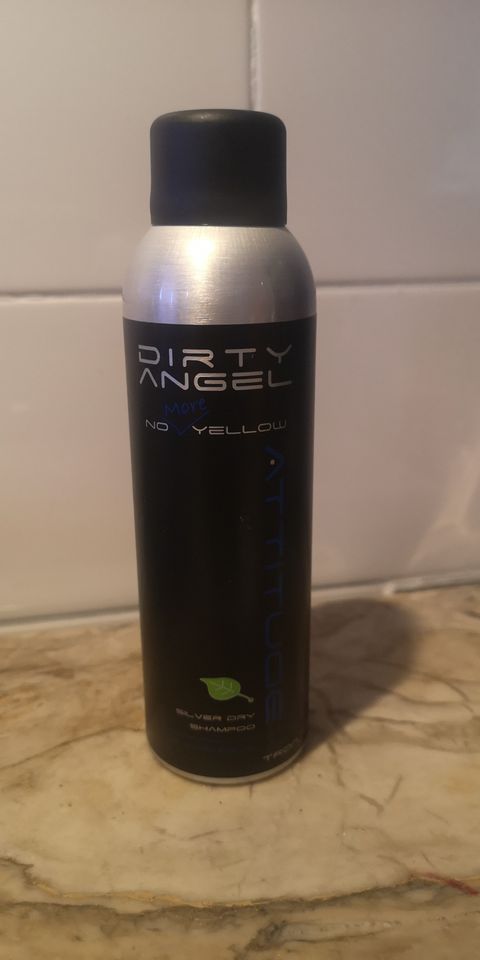 DIRTY
ANGEL
More
NO YELLOW
ATTITUDE
SILVER DRY
SHAMPOO